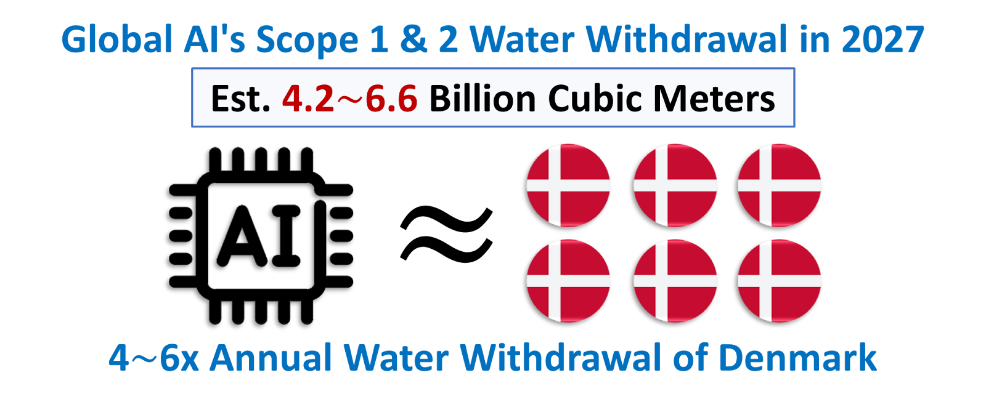 Global AI's Scope 1 & 2 Water Withdrawal in 2027
Est. 4.2∼6.6 Billion Cubic Meters
AI
≈
4∼6x Annual Water Withdrawal of Denmark